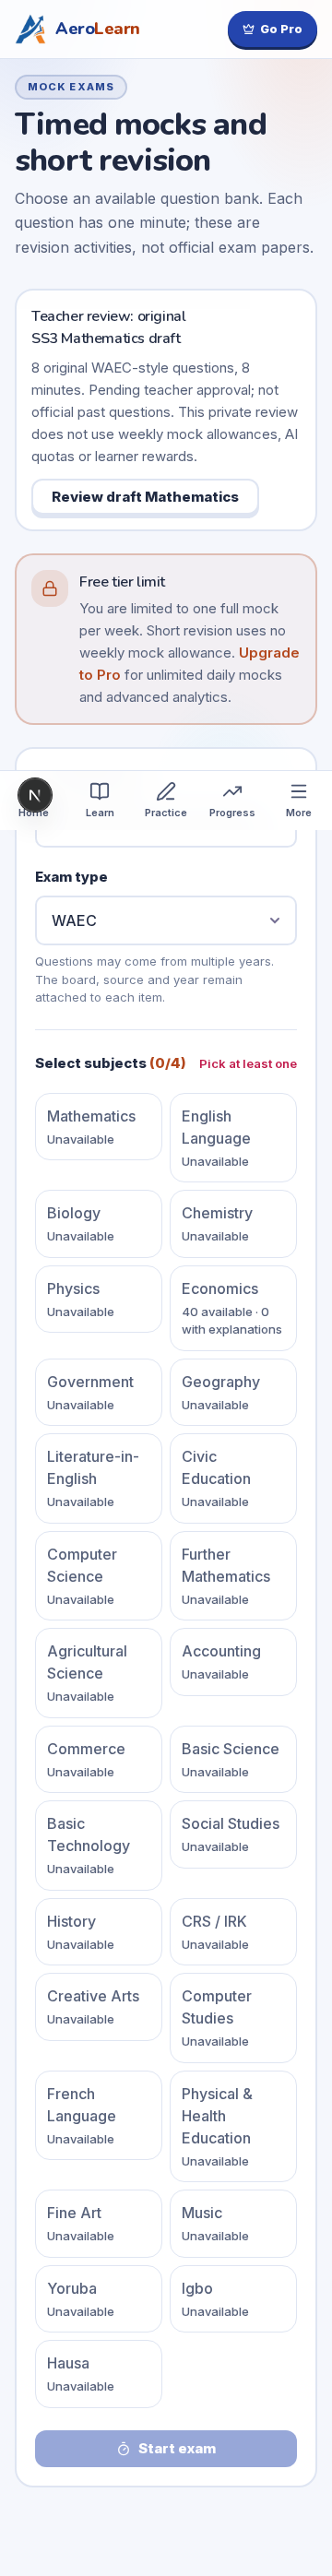 AeroLearn
Go Pro
MOCK EXAMS
Timed mocks and
short revision
Choose an available question bank. Each
question has one minute; these are
revision activities, not official exam papers.
Teacher review: original
SS3 Mathematics draft
8 original WAEC-style questions, 8
minutes. Pending teacher approval; not
official past questions. This private review
does not use weekly mock allowances, AI
quotas or learner rewards.
Review draft Mathematics
Free tier limit
You are limited to one full mock
per week. Short revision uses no
weekly mock allowance. Upgrade
to Pro for unlimited daily mocks
and advanced analytics.
N
Home
Learn
Practice
Progress
More
Exam type
WAEC
Questions may come from multiple years.
The board, source and year remain
attached to each item.
Select subjects (0/4)
Pick at least one
Mathematics
Unavailable
English
Language
Unavailable
Biology
Unavailable
Chemistry
Unavailable
Physics
Unavailable
Economics
40 available · 0
with explanations
Government
Unavailable
Geography
Unavailable
Literature-in-
English
Unavailable
Civic
Education
Unavailable
Computer
Science
Unavailable
Further
Mathematics
Unavailable
Agricultural
Science
Unavailable
Accounting
Unavailable
Commerce
Unavailable
Basic Science
Unavailable
Basic
Technology
Unavailable
Social Studies
Unavailable
History
Unavailable
CRS / IRK
Unavailable
Creative Arts
Unavailable
Computer
Studies
Unavailable
French
Language
Unavailable
Physical &
Health
Education
Unavailable
Fine Art
Unavailable
Music
Unavailable
Yoruba
Unavailable
Igbo
Unavailable
Hausa
Unavailable
Start exam